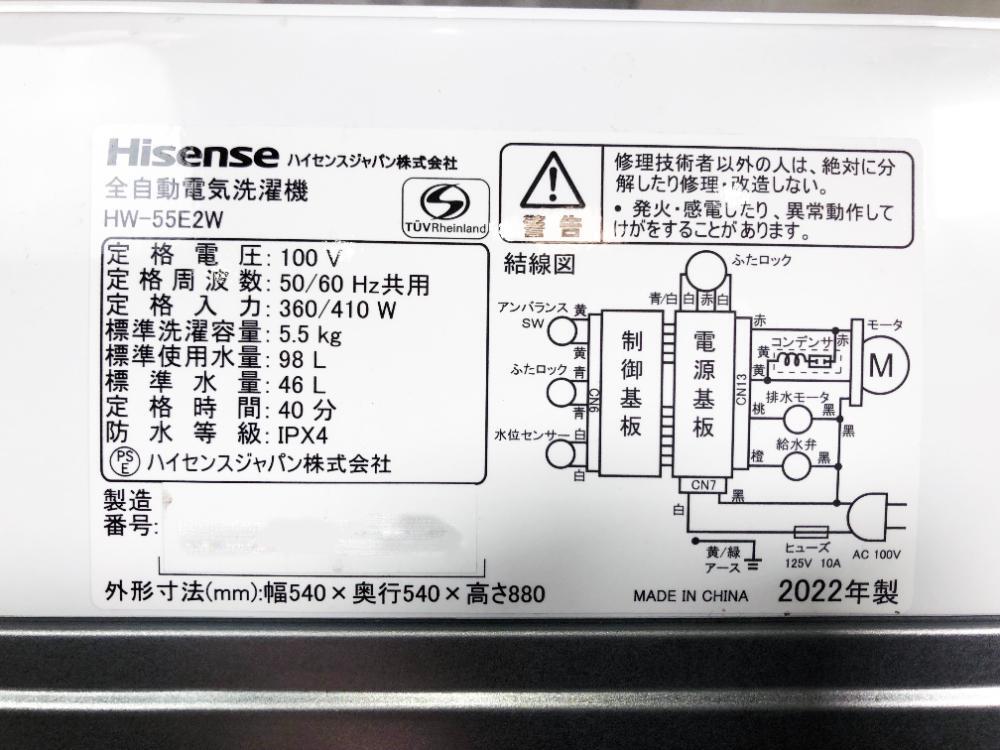 Hisense ハイセンスジャパン株式会社
全自動電気洗濯機
HW-55E2W
TÜVRheinland
定格電圧: 100 V
定格周波数: 50/60 Hz共用
定格入力: 360/410 W
標準洗濯容量: 5.5 kg
標準使用水量: 98 L
標準水量: 46 L
定格時間: 40 分
防水等級: IPX4
PSE ハイセンスジャパン株式会社
製造
番号:
外形寸法(mm):幅540×奥行540×高さ880
警告
修理技術者以外の人は、絶対に分
解したり修理・改造しない。
・発火・感電したり、異常動作して
けがをすることがあります。
結線図
ふたロック
青/白 白 赤 白
アンバランス
SW
黄
黄
ふたロック
青
青
水位センサー
白
白
CN6
制御基板
電源基板
CN13
CN7
赤
コンデンサ
赤
モータ
M
黄
黄
排水モータ
桃
黒
黒
給水弁
橙
黒
黒
白
黄/緑
アース
ヒューズ
125V 10A
AC 100V
MADE IN CHINA
2022年製